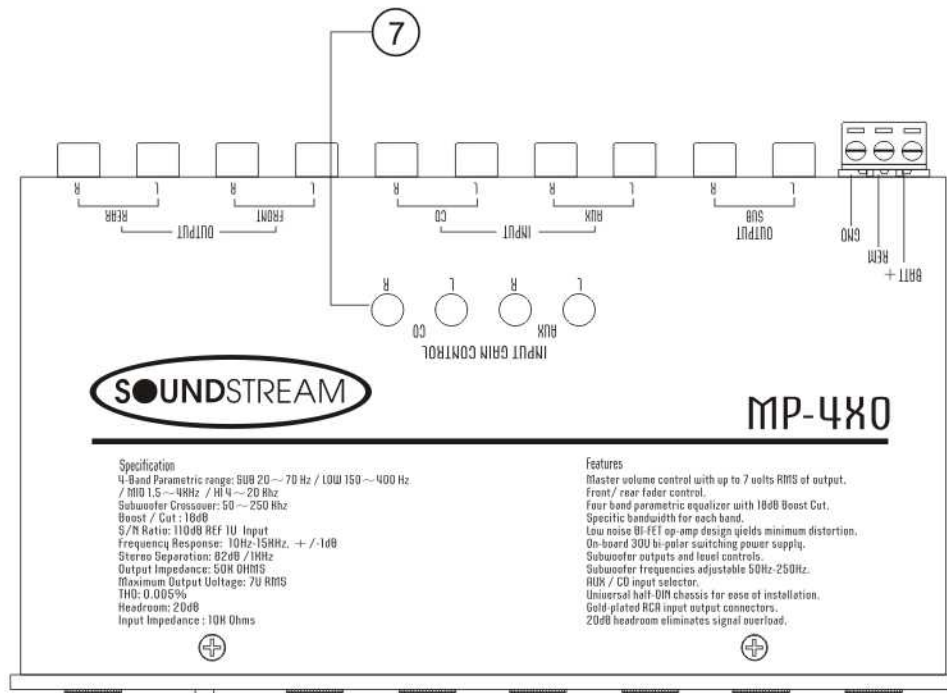 7
R L R L R L R L R L
REAR FRONT CD AUX SUB
OUTPUT INPUT OUTPUT
GND REM BATT +
R L R L
CD AUX
INPUT GAIN CONTROL
SOUNDSTREAM
MP-4XO
Specification
4-Band Parametric range: SUB 20～70 Hz / LOW 150～400 Hz
/ MID 1.5～4KHz / HI 4～20 Khz
Subwoofer Crossover: 50～250 Khz
Boost / Cut : 18dB
S/N Ratio: 110dB REF 1V Input
Frequency Response: 10Hz-15KHz, +/-1dB
Stereo Separation: 82dB /1KHz
Output Impedance: 50K OHMS
Maximum Output Voltage: 7V RMS
THD: 0.005%
Headroom: 20dB
Input Impedance : 10K Ohms
Features
Master volume control with up to 7 volts RMS of output.
Front/ rear fader control.
Four band parametric equalizer with 18dB Boost Cut.
Specific bandwidth for each band.
Low noise BI-FET op-amp design yields minimum distortion.
On-board 30V bi-polar switching power supply.
Subwoofer outputs and level controls.
Subwoofer frequencies adjustable 50Hz-250Hz.
AUX / CD input selector.
Universal half-DIN chassis for ease of installation.
Gold-plated RCA input output connectors.
20dB headroom eliminates signal overload.